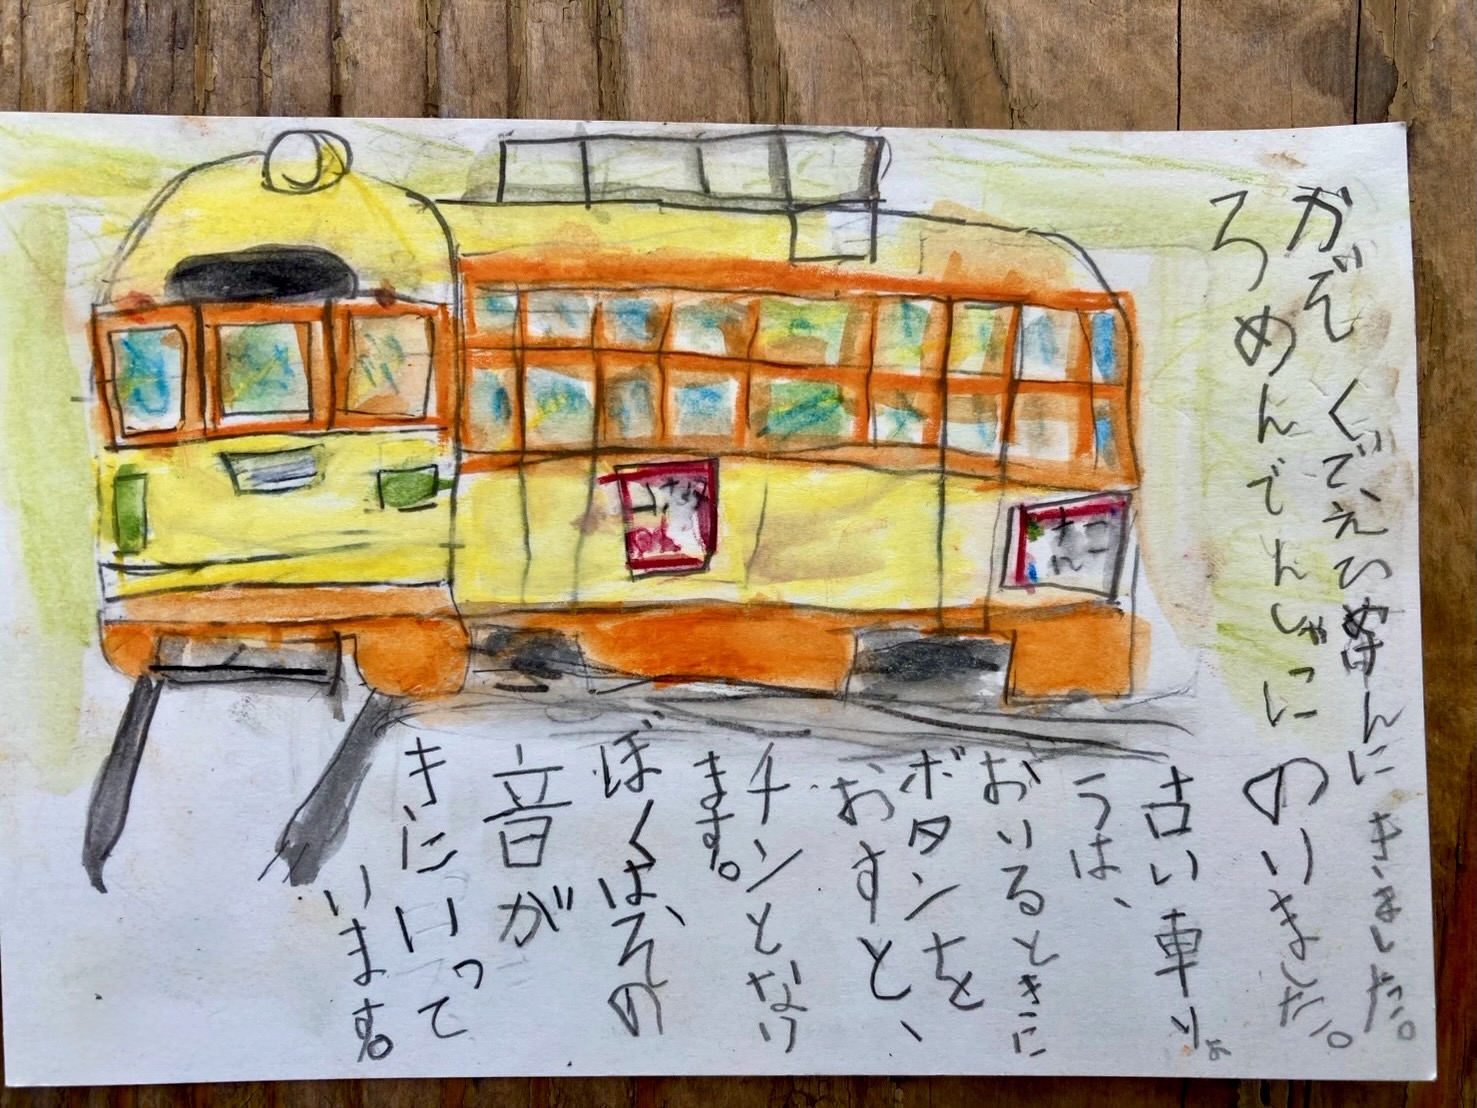 かぞくで、えひめけんにきました。
ろめんでんしゃにのりました。
古い車りょ
うは、
おりるときに
ボタンを
おすと、
チンとなり
ます。
ぼくは、その
音が
きにいって
います。